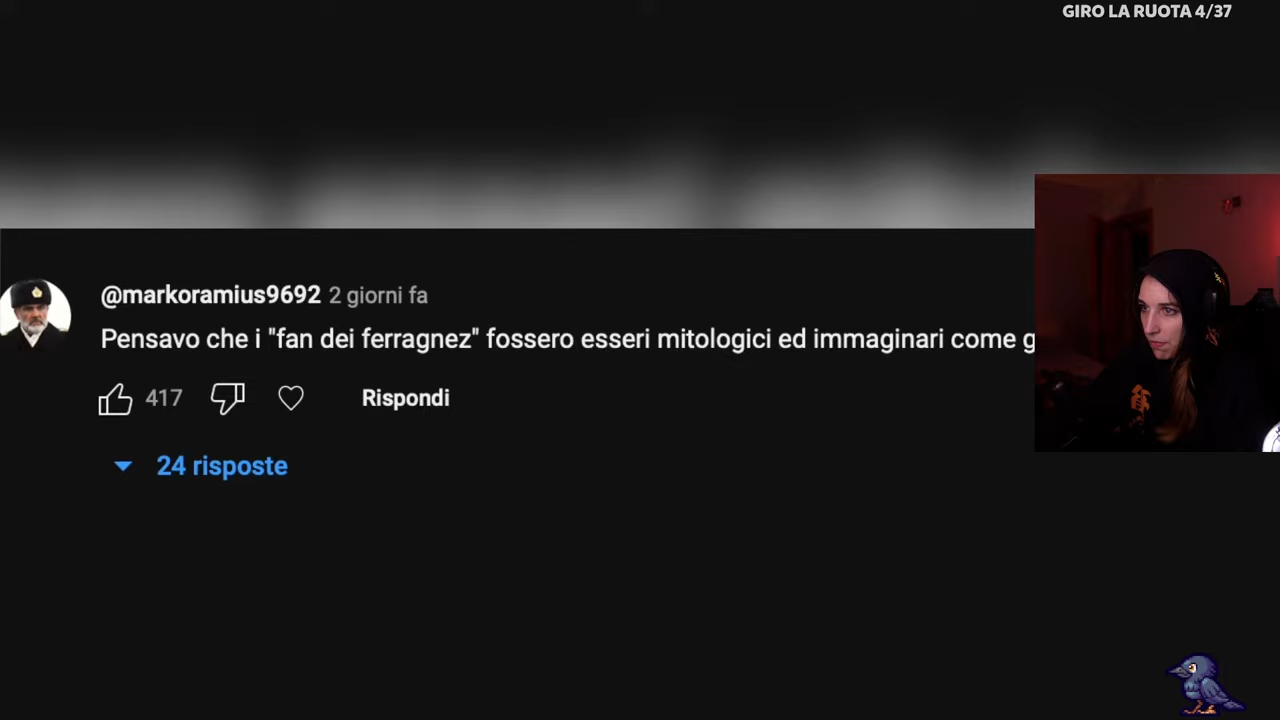 GIRO LA RUOTA 4/37
@markoramius9692 2 giorni fa
Pensavo che i "fan dei ferragnez" fossero esseri mitologici ed immaginari come
417 Rispondi
24 risposte